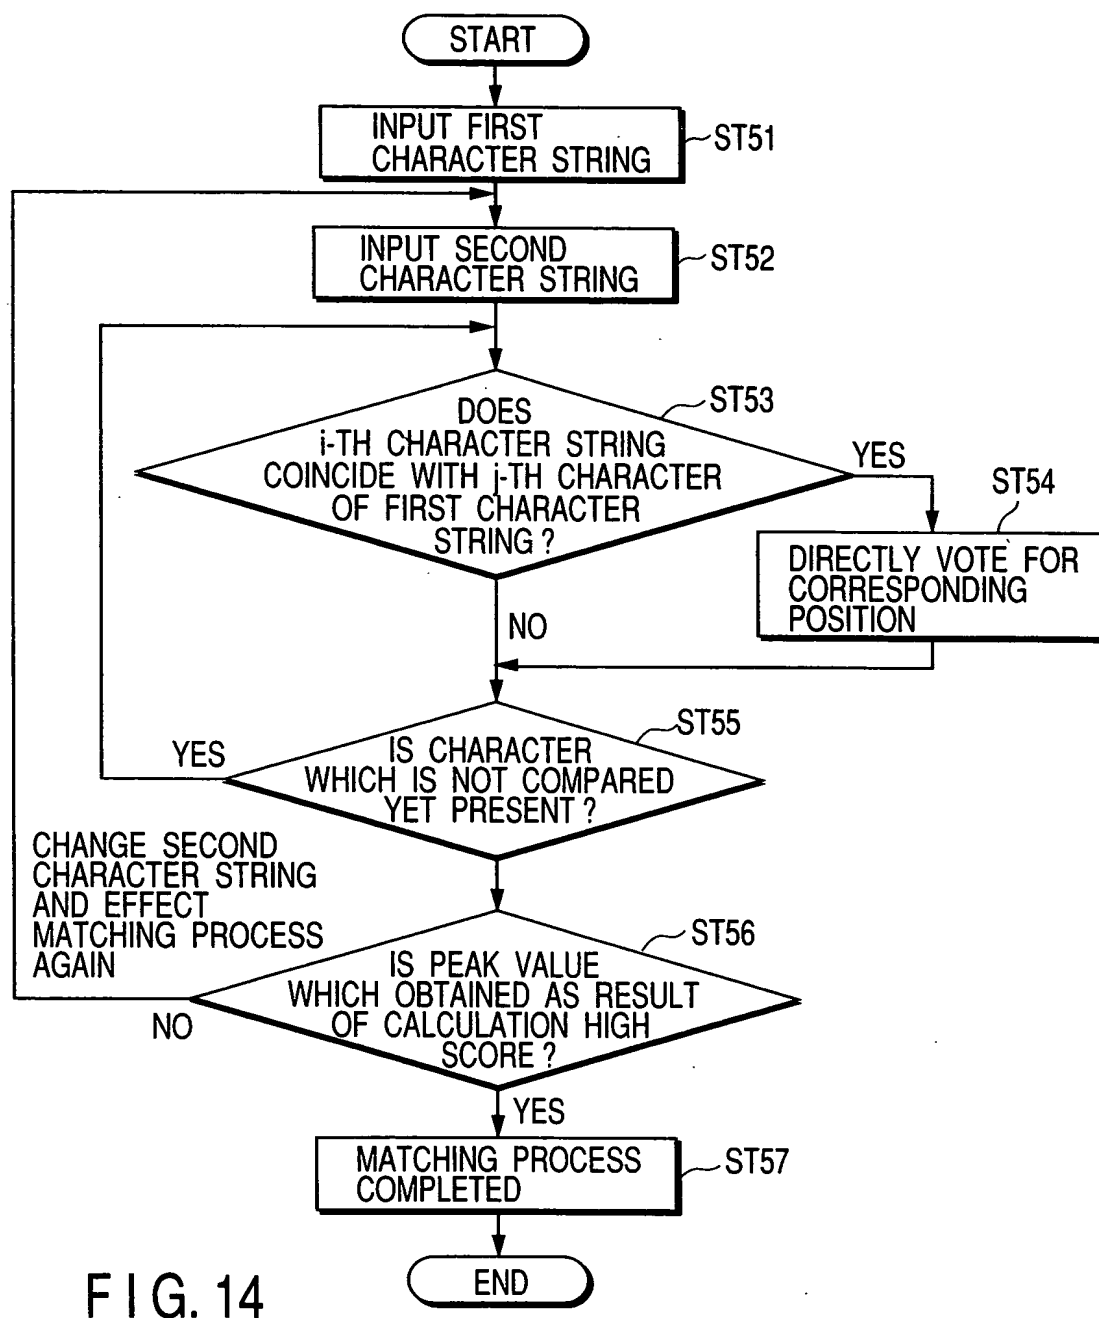 START
INPUT FIRST
CHARACTER STRING
ST51
INPUT SECOND
CHARACTER STRING
ST52
DOES
i-TH CHARACTER STRING
COINCIDE WITH j-TH CHARACTER
OF FIRST CHARACTER
STRING ?
ST53
YES
ST54
DIRECTLY VOTE FOR
CORRESPONDING
POSITION
NO
IS CHARACTER
WHICH IS NOT COMPARED
YET PRESENT ?
ST55
YES
CHANGE SECOND
CHARACTER STRING
AND EFFECT
MATCHING PROCESS
AGAIN
IS PEAK VALUE
WHICH OBTAINED AS RESULT
OF CALCULATION HIGH
SCORE ?
ST56
NO
YES
MATCHING PROCESS
COMPLETED
ST57
END
FIG. 14